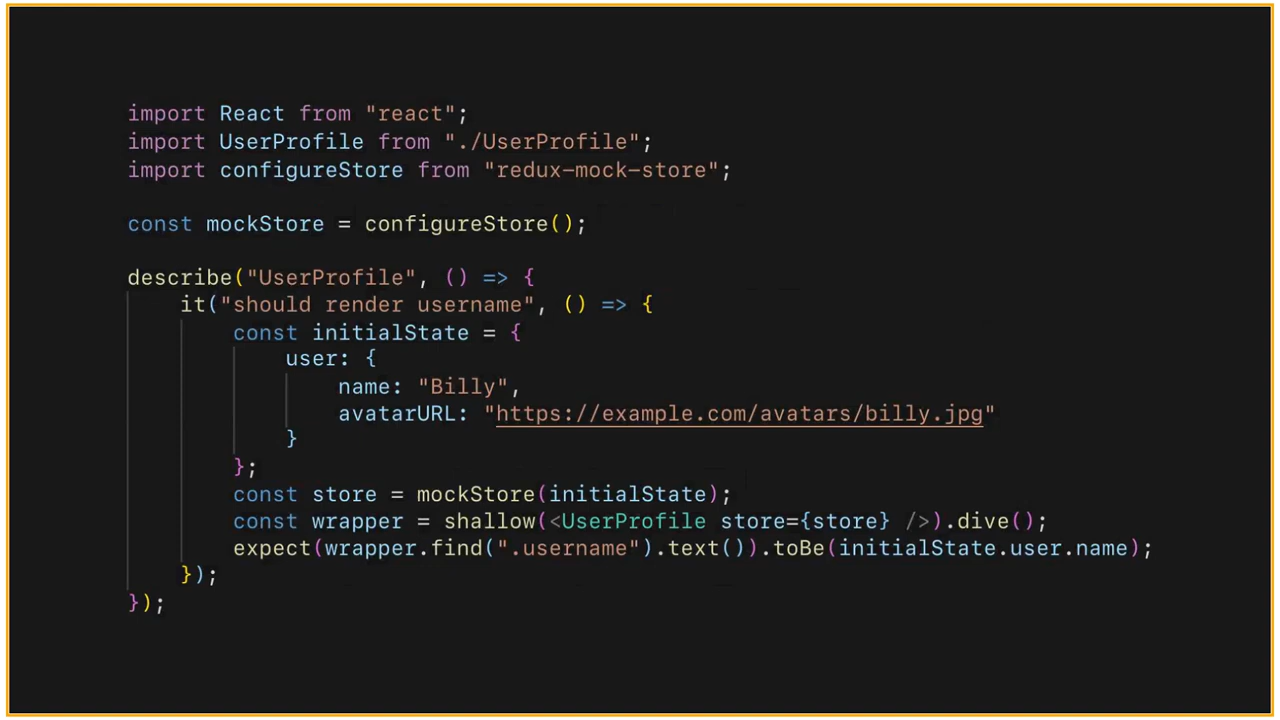 import React from "react";
import UserProfile from "./UserProfile";
import configureStore from "redux-mock-store";
const mockStore = configureStore();
describe("UserProfile", () => {
it("should render username", () => {
const initialState = {
user: {
name: "Billy",
avatarURL: "https://example.com/avatars/billy.jpg"
}
};
const store = mockStore(initialState);
const wrapper = shallow(<UserProfile store={store} />).dive();
expect(wrapper.find(".username").text()).toBe(initialState.user.name);
});
});